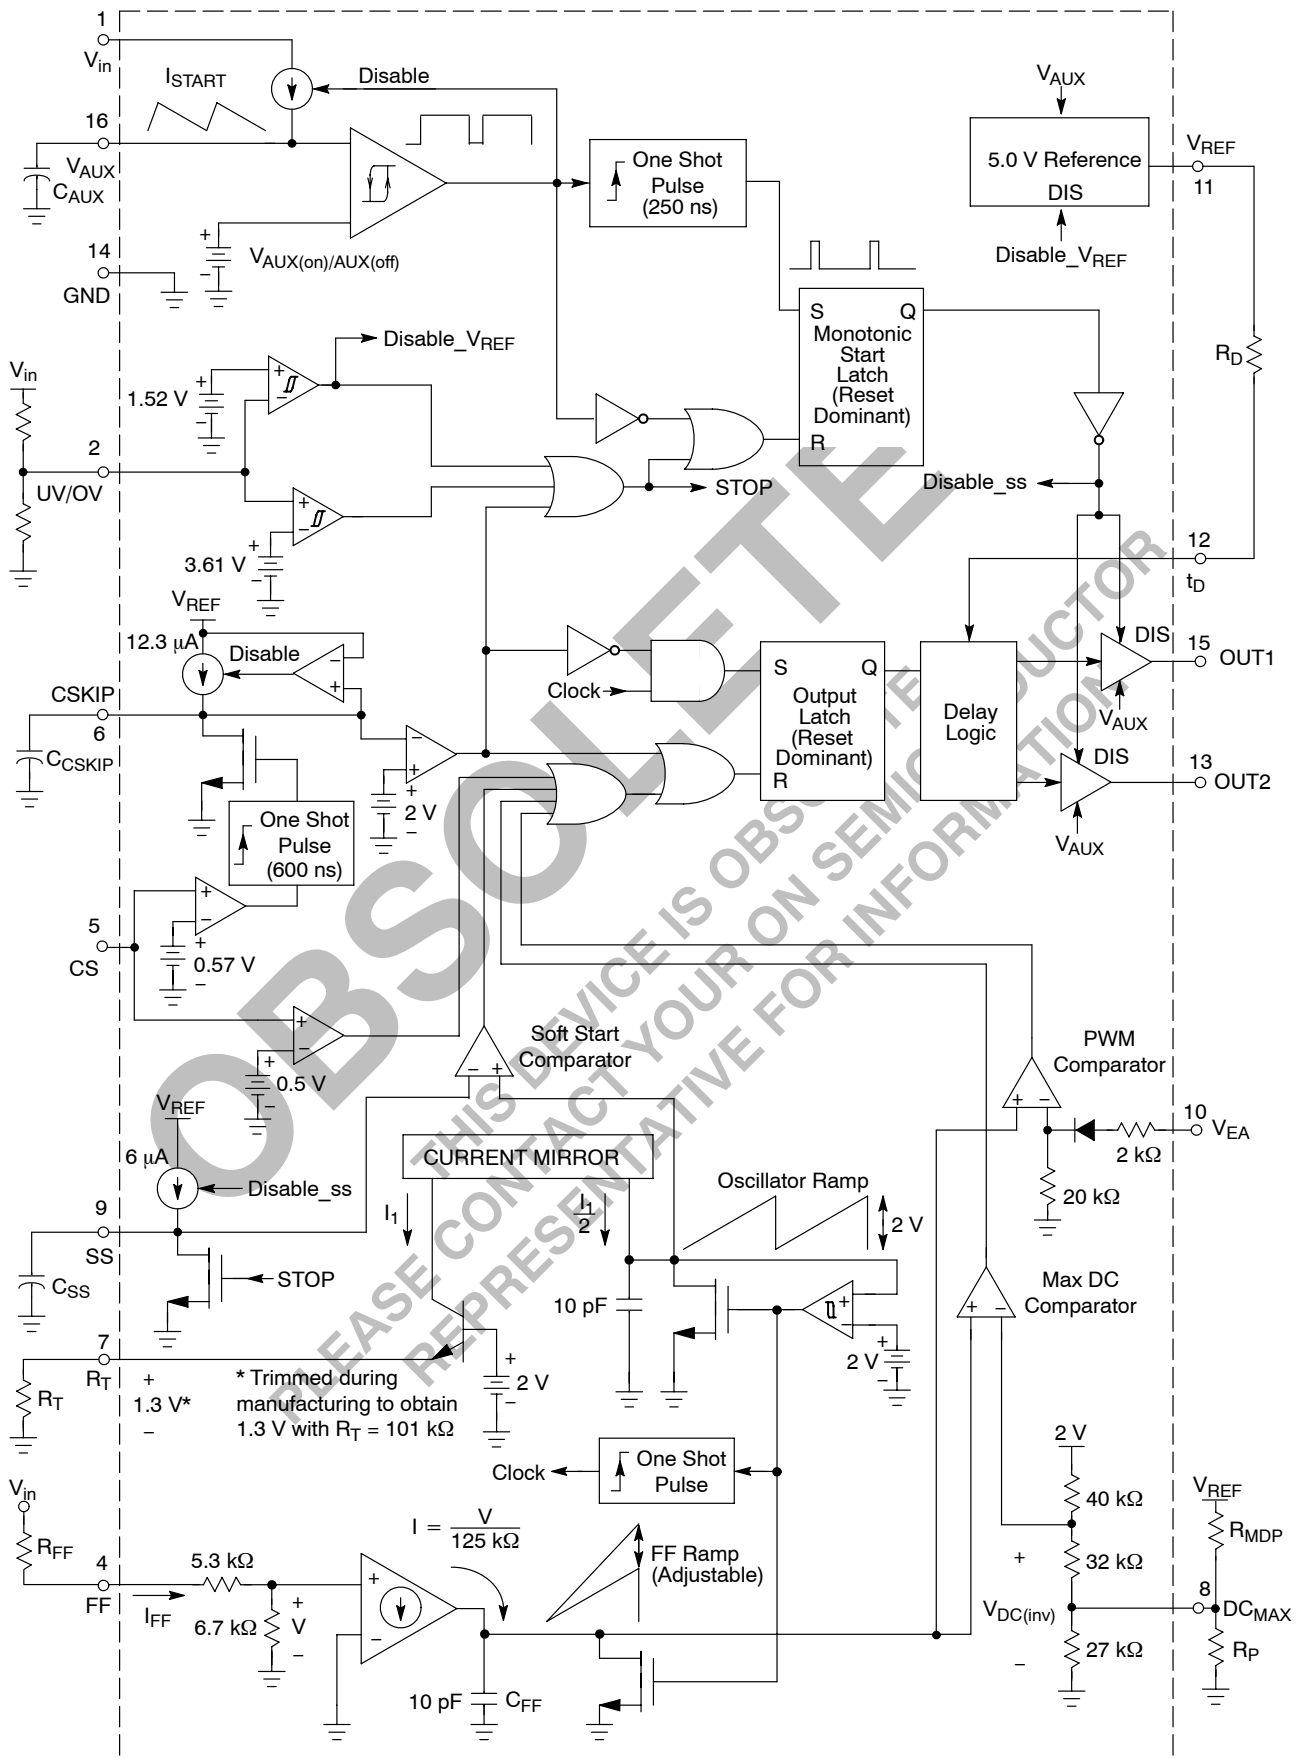 1
V_in
I_START
Disable
16
V_AUX
C_AUX
V_AUX(on)/AUX(off)
+
−
One Shot
Pulse
(250 ns)
V_AUX
5.0 V Reference
DIS
Disable_V_REF
V_REF
11
14
GND
S
Q
Monotonic
Start
Latch
(Reset
Dominant)
R
R_D
V_in
2
UV/OV
1.52 V
+
−
+
−
Disable_V_REF
+
−
3.61 V
+
−
STOP
Disable_ss
12
t_D
V_REF
12.3 μA
Disable
−
+
CSKIP
6
C_CSKIP
−
+
+
2 V
−
Clock
S
Q
Output
Latch
(Reset
Dominant)
R
Delay
Logic
DIS
15
OUT1
V_AUX
DIS
13
OUT2
V_AUX
One Shot
Pulse
(600 ns)
5
CS
+
−
+
0.57 V
−
+
−
+
0.5 V
−
Soft Start
Comparator
− +
PWM
Comparator
+ −
10
V_EA
2 kΩ
20 kΩ
V_REF
6 μA
Disable_ss
9
SS
C_SS
STOP
CURRENT MIRROR
I_1
I_1
2
Oscillator Ramp
2 V
10 pF
+
−
2 V
+
−
Max DC
Comparator
+ −
7
R_T
R_T
+
1.3 V*
−
* Trimmed during
manufacturing to obtain
1.3 V with R_T = 101 kΩ
+
2 V
−
Clock
One Shot
Pulse
2 V
40 kΩ
+
32 kΩ
V_DC(inv)
−
27 kΩ
V_REF
R_MDP
8
DC_MAX
R_P
V_in
R_FF
4
FF
I_FF
5.3 kΩ
6.7 kΩ
+
V
−
+
−
I = V
125 kΩ
FF Ramp
(Adjustable)
10 pF
C_FF
OBSOLETE
THIS DEVICE IS OBSOLETE
PLEASE CONTACT YOUR ON SEMICONDUCTOR
REPRESENTATIVE FOR INFORMATION